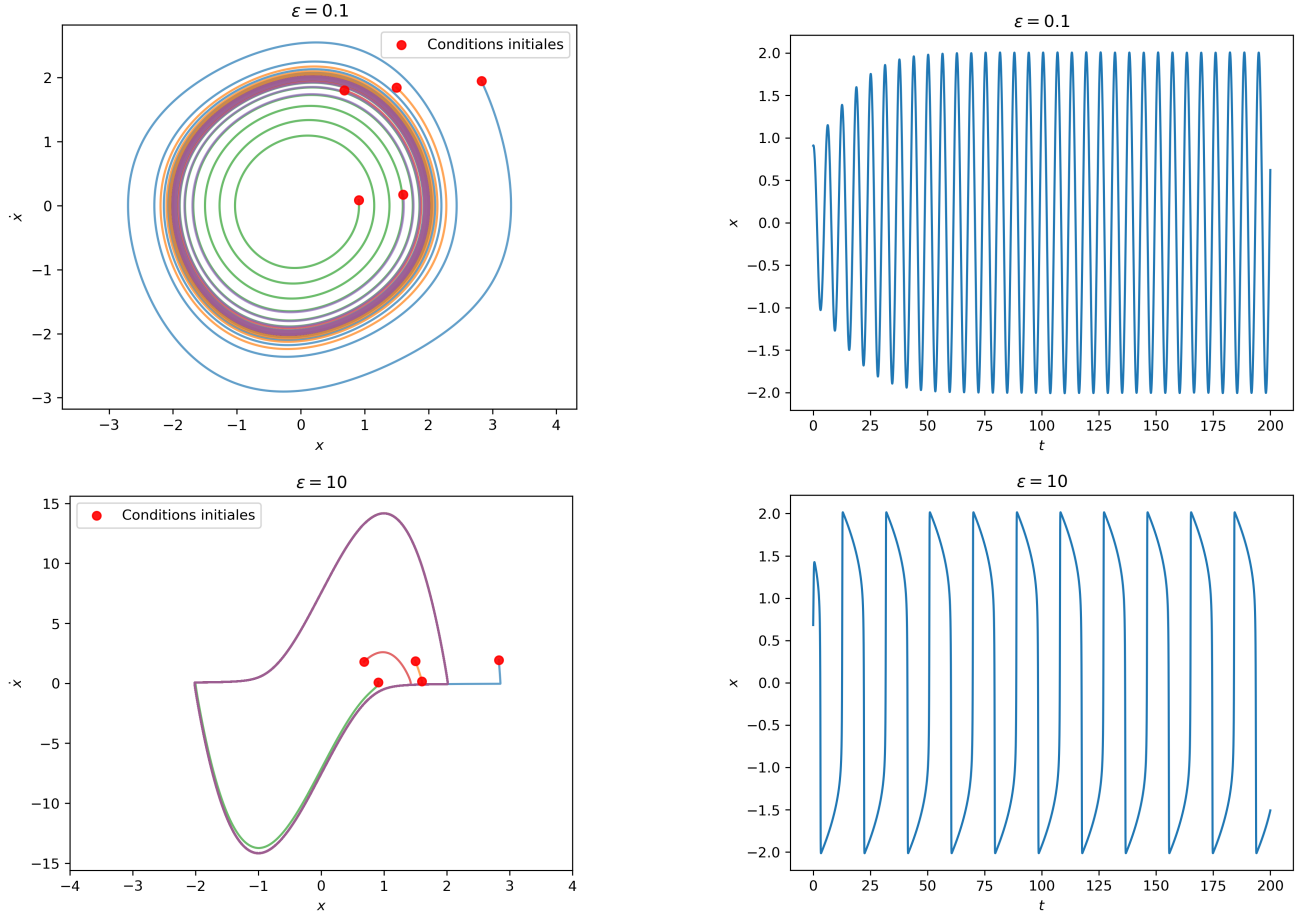 ε = 0.1
Conditions initiales
2
1
0
−1
−2
−3
ẋ
−3 −2 −1 0 1 2 3 4
x
ε = 0.1
2.0
1.5
1.0
0.5
0.0
−0.5
−1.0
−1.5
−2.0
x
0 25 50 75 100 125 150 175 200
t
ε = 10
Conditions initiales
15
10
5
0
−5
−10
−15
ẋ
−4 −3 −2 −1 0 1 2 3 4
x
ε = 10
2.0
1.5
1.0
0.5
0.0
−0.5
−1.0
−1.5
−2.0
x
0 25 50 75 100 125 150 175 200
t